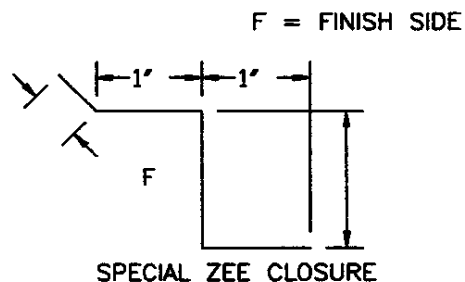 F = FINISH SIDE
1" 1"
F
SPECIAL ZEE CLOSURE